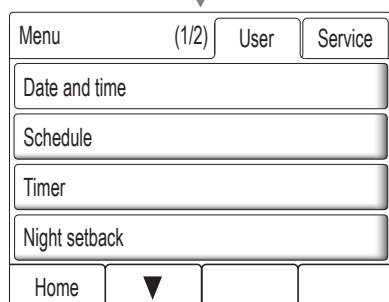 Menu (1/2) User Service
Date and time
Schedule
Timer
Night setback
Home ▼